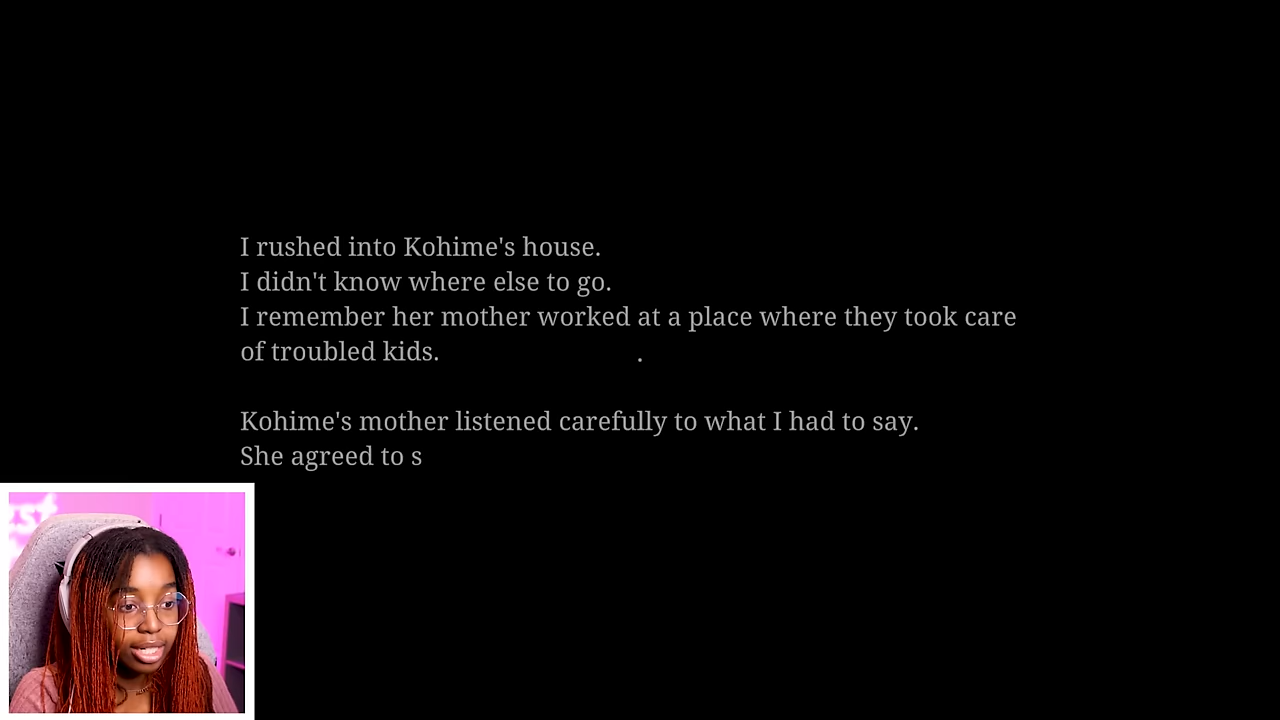 I rushed into Kohime's house.
I didn't know where else to go.
I remember her mother worked at a place where they took care
of troubled kids.
Kohime's mother listened carefully to what I had to say.
She agreed to s